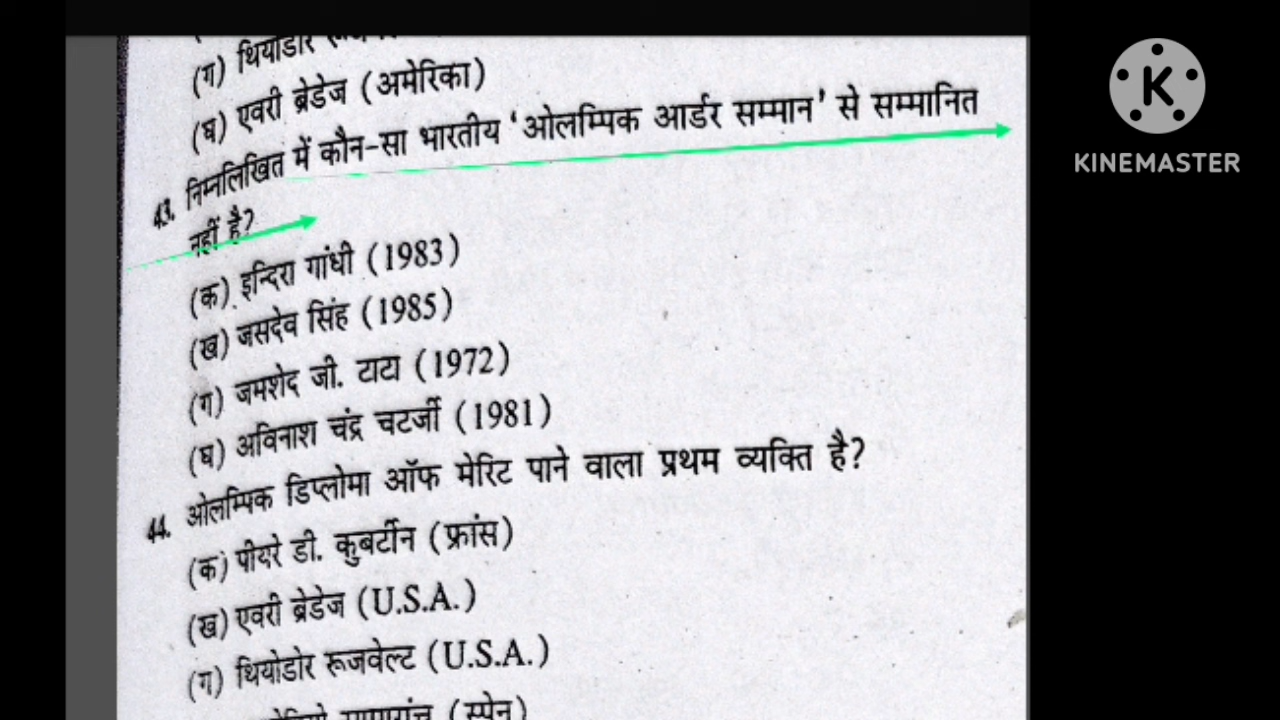 (ग) थियोडोर
(घ) एवरी ब्रेडेज (अमेरिका)
43. निम्नलिखित में कौन-सा भारतीय 'ओलम्पिक आर्डर सम्मान' से सम्मानित
नहीं है?
(क) इन्दिरा गांधी (1983)
(ख) जसदेव सिंह (1985)
(ग) जमशेद जी. टाटा (1972)
(घ) अविनाश चंद्र चटर्जी (1981)
44. ओलम्पिक डिप्लोमा ऑफ मेरिट पाने वाला प्रथम व्यक्ति है?
(क) पीयरे डी. कुबर्टीन (फ्रांस)
(ख) एवरी ब्रेडेज (U.S.A.)
(ग) थियोडोर रूजवेल्ट (U.S.A.)
(स्पेन)
K
KINEMASTER